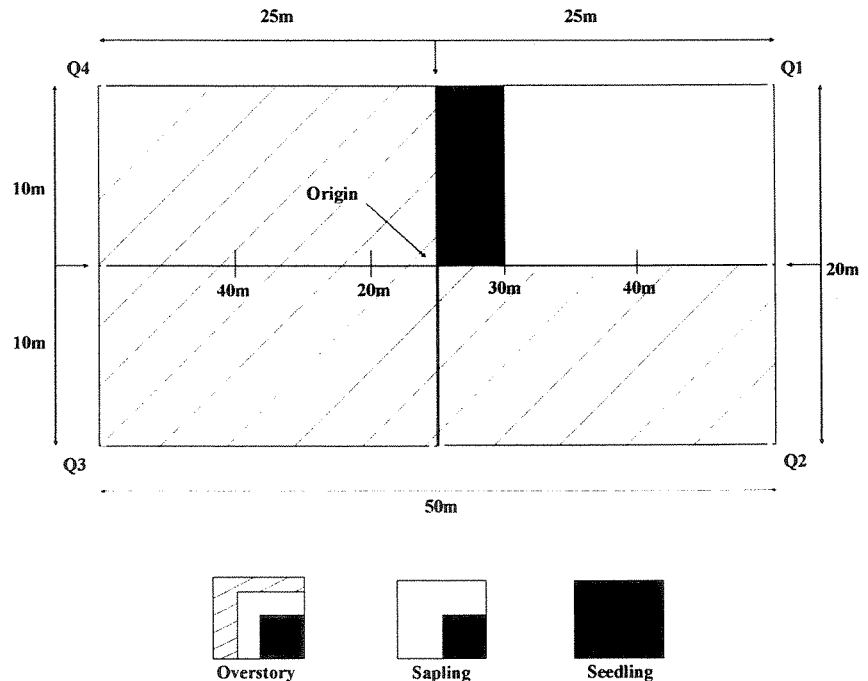 25m 25m
Q4 Q1
10m
Origin
20m
40m 20m 30m 40m
10m
Q3 Q2
50m
Overstory Sapling Seedling